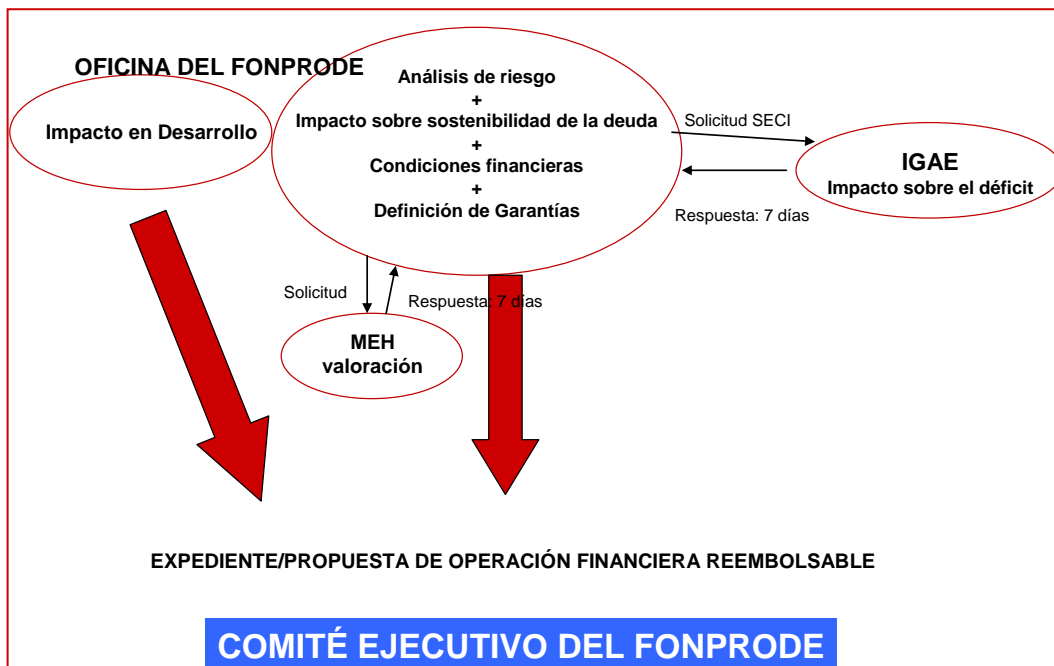 OFICINA DEL FONPRODE
Impacto en Desarrollo
Análisis de riesgo
+
Impacto sobre sostenibilidad de la deuda
+
Condiciones financieras
+
Definición de Garantías
Solicitud SECI
IGAE
Impacto sobre el déficit
Respuesta: 7 días
Solicitud
Respuesta: 7 días
MEH
valoración
EXPEDIENTE/PROPUESTA DE OPERACIÓN FINANCIERA REEMBOLSABLE
COMITÉ EJECUTIVO DEL FONPRODE